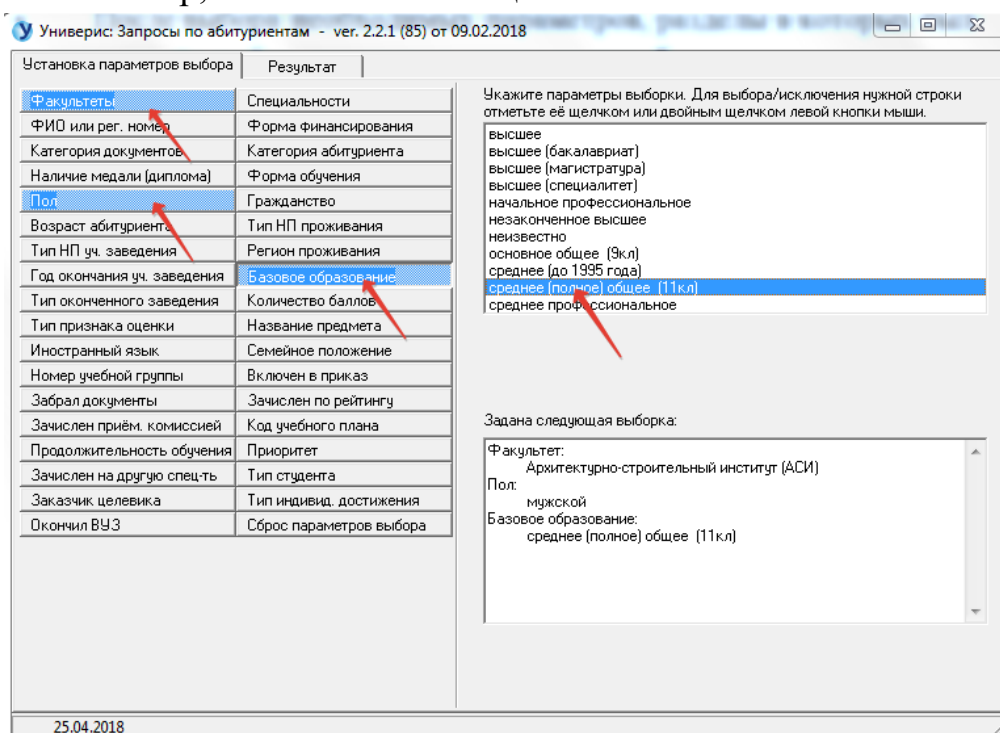 Универис: Запросы по абитуриентам - ver. 2.2.1 (85) от 09.02.2018
Установка параметров выбора
Результат
Факультеты
Специальности
ФИО или рег. номер
Форма финансирования
Категория документов
Категория абитуриента
Наличие медали (диплома)
Форма обучения
Пол
Гражданство
Возраст абитуриента
Тип НП проживания
Тип НП уч. заведения
Регион проживания
Год окончания уч. заведения
Базовое образование
Тип оконченного заведения
Количество баллов
Тип признака оценки
Название предмета
Иностранный язык
Семейное положение
Номер учебной группы
Включен в приказ
Забрал документы
Зачислен по рейтингу
Зачислен приём. комиссией
Код учебного плана
Продолжительность обучения
Приоритет
Зачислен на другую спец-ть
Тип студента
Заказчик целевика
Тип индивид. достижения
Окончил ВУЗ
Сброс параметров выбора
Укажите параметры выборки. Для выбора/исключения нужной строки
отметьте её щелчком или двойным щелчком левой кнопки мыши.
высшее
высшее (бакалавриат)
высшее (магистратура)
высшее (специалитет)
начальное профессиональное
незаконченное высшее
неизвестно
основное общее (9кл)
среднее (до 1995 года)
среднее (полное) общее (11кл)
среднее профессиональное
Задана следующая выборка:
Факультет:
Архитектурно-строительный институт (АСИ)
Пол:
мужской
Базовое образование:
среднее (полное) общее (11кл)
25.04.2018